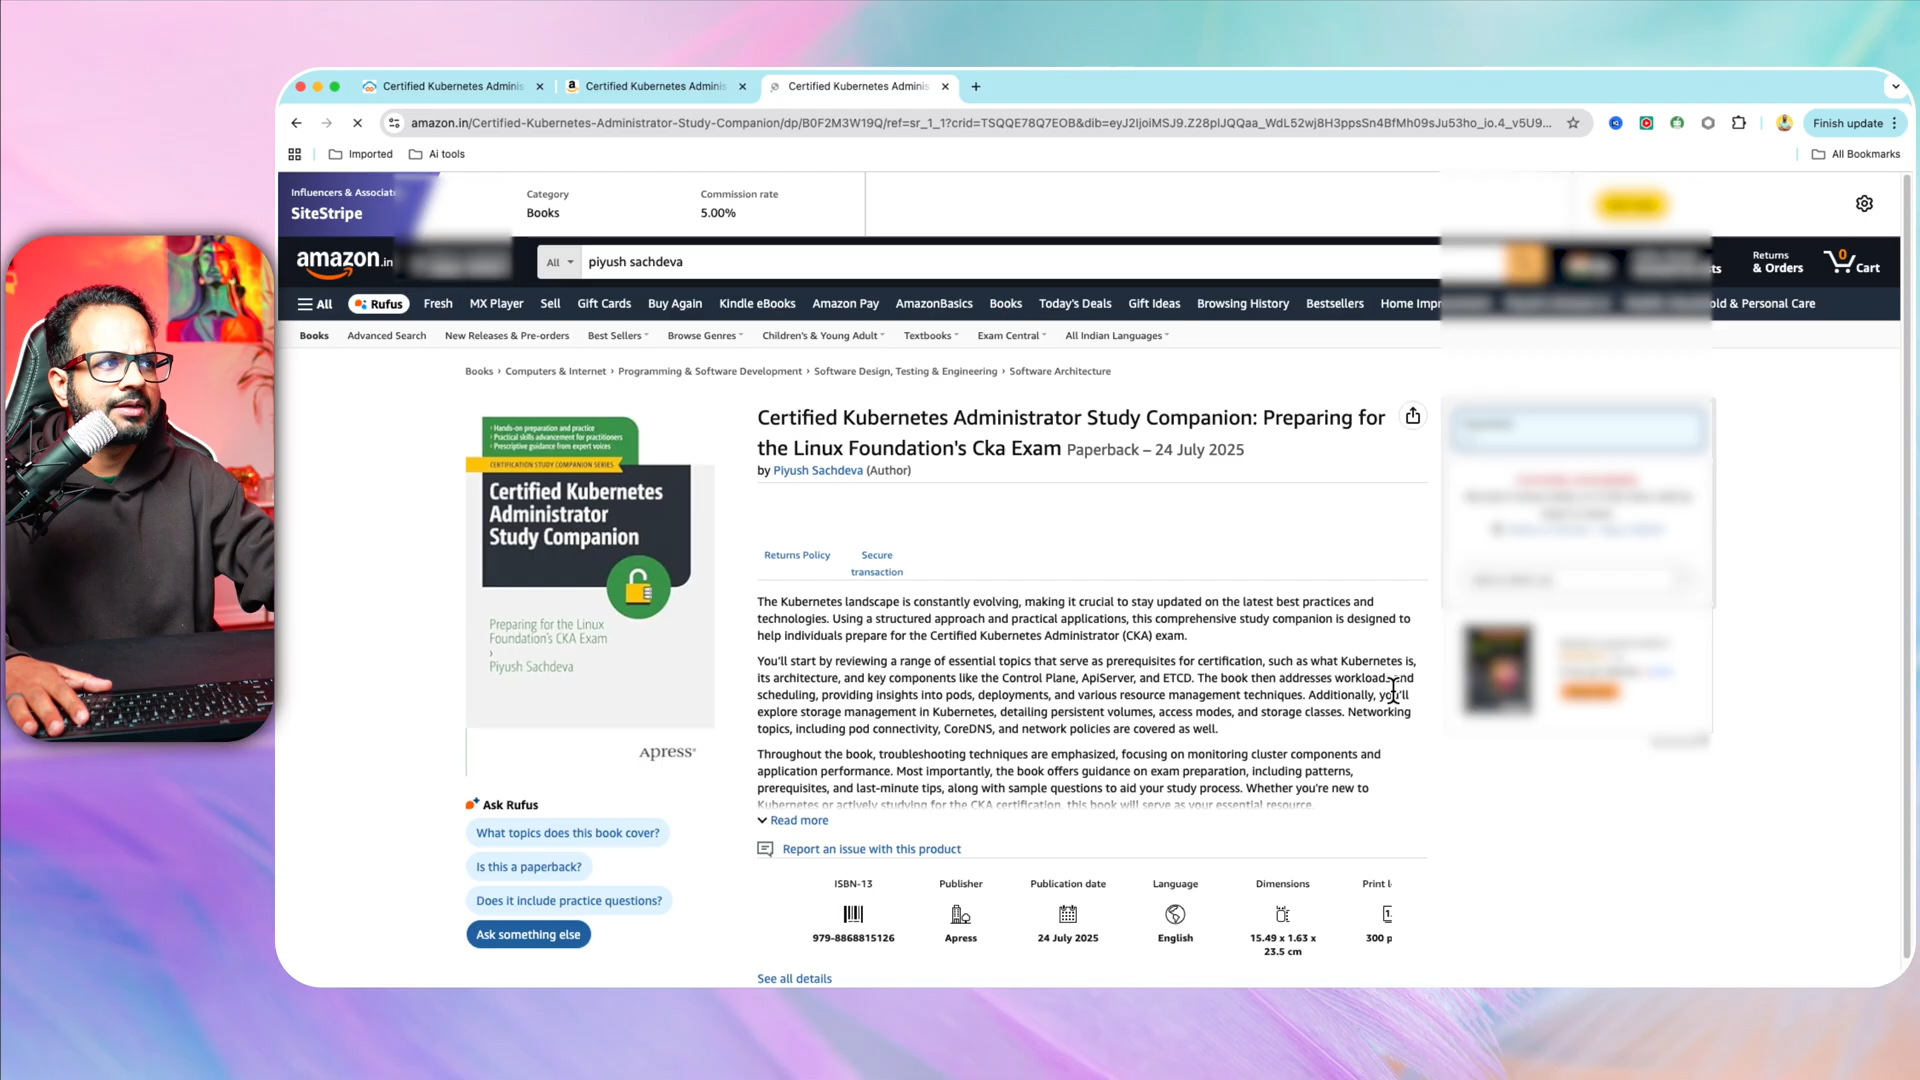 Certified Kubernetes Adminis
Certified Kubernetes Adminis
Certified Kubernetes Adminis
amazon.in/Certified-Kubernetes-Administrator-Study-Companion/dp/B0F2M3W19Q/ref=sr_1_1?crid=TSQQE78Q7EOB&dib=eyJ2IjoiMSJ9.Z28plJQQaa_WdL52wj8H3ppsSn4BfMh09sJu53ho_io.4_v5U9...
Finish update
Imported
Ai tools
All Bookmarks
Influencers & Associat
SiteStripe
Category
Books
Commission rate
5.00%
amazon.in
All
piyush sachdeva
Returns
& Orders
0
Cart
All
Rufus
Fresh
MX Player
Sell
Gift Cards
Buy Again
Kindle eBooks
Amazon Pay
AmazonBasics
Books
Today's Deals
Gift Ideas
Browsing History
Bestsellers
Home Impr
old & Personal Care
Books
Advanced Search
New Releases & Pre-orders
Best Sellers
Browse Genres
Children's & Young Adult
Textbooks
Exam Central
All Indian Languages
Books › Computers & Internet › Programming & Software Development › Software Design, Testing & Engineering › Software Architecture
› Hands-on preparation and practice
› Practical skills advancement for practitioners
› Prescriptive guidance from expert voices
CERTIFICATION STUDY COMPANION SERIES
Certified Kubernetes
Administrator
Study Companion
Preparing for the Linux
Foundation's CKA Exam
›
Piyush Sachdeva
Apress®
Ask Rufus
What topics does this book cover?
Is this a paperback?
Does it include practice questions?
Ask something else
Certified Kubernetes Administrator Study Companion: Preparing for
the Linux Foundation's Cka Exam Paperback – 24 July 2025
by Piyush Sachdeva (Author)
Returns Policy
Secure
transaction
The Kubernetes landscape is constantly evolving, making it crucial to stay updated on the latest best practices and
technologies. Using a structured approach and practical applications, this comprehensive study companion is designed to
help individuals prepare for the Certified Kubernetes Administrator (CKA) exam.
You'll start by reviewing a range of essential topics that serve as prerequisites for certification, such as what Kubernetes is,
its architecture, and key components like the Control Plane, ApiServer, and ETCD. The book then addresses workload and
scheduling, providing insights into pods, deployments, and various resource management techniques. Additionally, you'll
explore storage management in Kubernetes, detailing persistent volumes, access modes, and storage classes. Networking
topics, including pod connectivity, CoreDNS, and network policies are covered as well.
Throughout the book, troubleshooting techniques are emphasized, focusing on monitoring cluster components and
application performance. Most importantly, the book offers guidance on exam preparation, including patterns,
prerequisites, and last-minute tips, along with sample questions to aid your study process. Whether you're new to
Kubernetes or actively studying for the CKA certification, this book will serve as your essential resource.
Read more
Report an issue with this product
ISBN-13
979-8868815126
Publisher
Apress
Publication date
24 July 2025
Language
English
Dimensions
15.49 x 1.63 x
23.5 cm
Print l
300 p
See all details